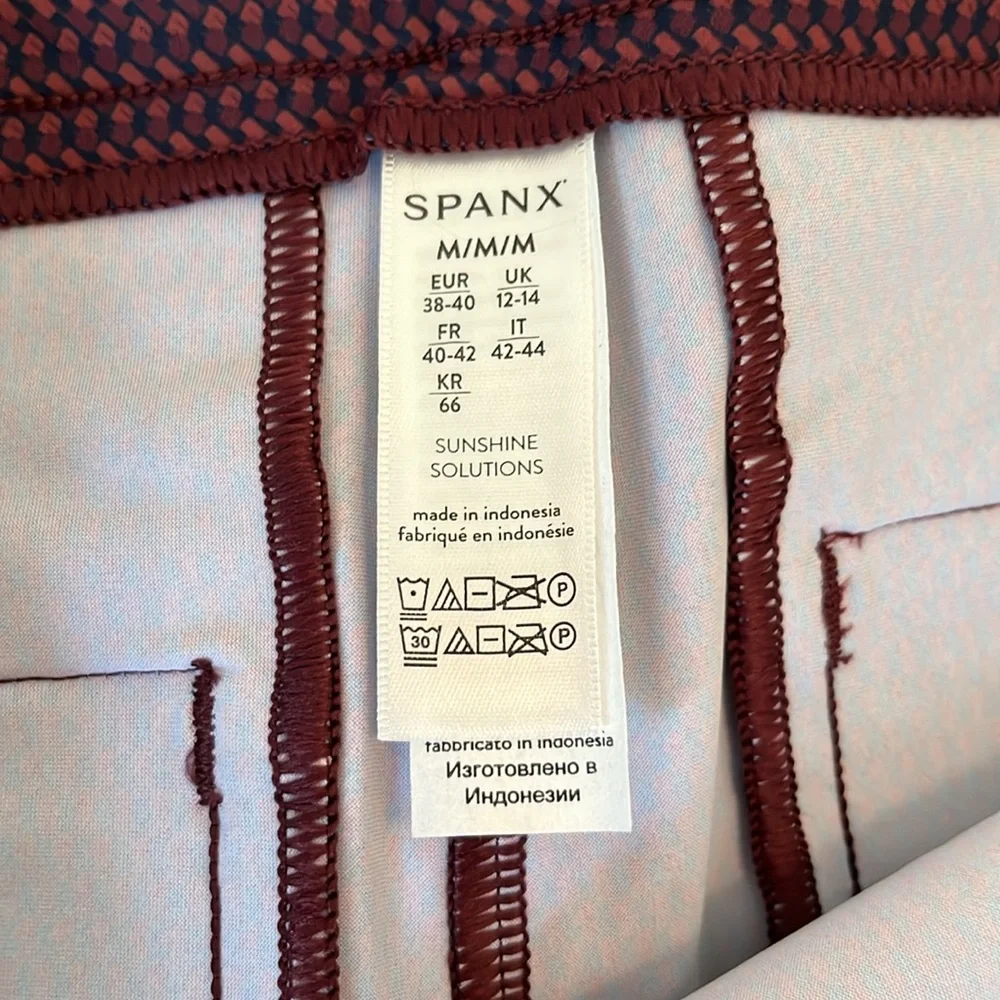 SPANX
M/M/M
EUR UK
38-40 12-14
FR IT
40-42 42-44
KR
66
SUNSHINE
SOLUTIONS
made in indonesia
fabriqué en indonésie
P
30 P
fabbricato in indonesia
Изготовлено в
Индонезии